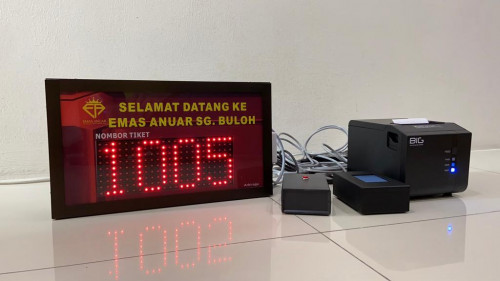 SELAMAT DATANG KE
EMAS ANUAR SG. BULOH
NOMBOR TIKET
1005
BIG